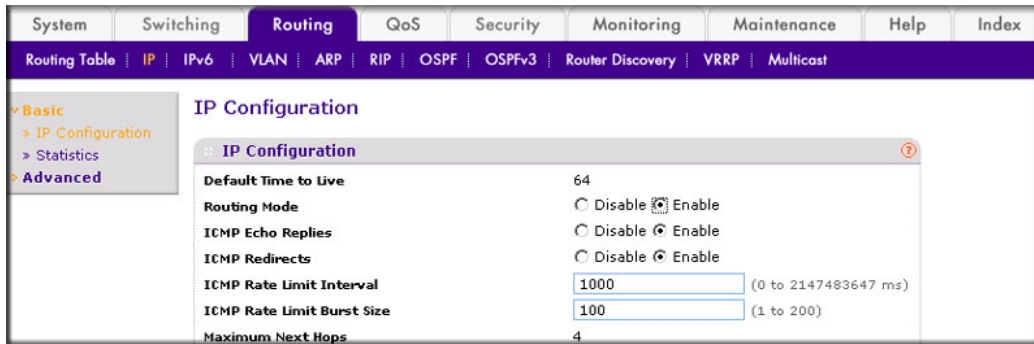 System Switching Routing QoS Security Monitoring Maintenance Help Index
Routing Table | IP | IPv6 | VLAN | ARP | RIP | OSPF | OSPFv3 | Router Discovery | VRRP | Multicast
Basic
» IP Configuration
» Statistics
Advanced
IP Configuration
IP Configuration ?
Default Time to Live 64
Routing Mode Disable Enable
ICMP Echo Replies Disable Enable
ICMP Redirects Disable Enable
ICMP Rate Limit Interval 1000 (0 to 2147483647 ms)
ICMP Rate Limit Burst Size 100 (1 to 200)
Maximum Next Hops 4